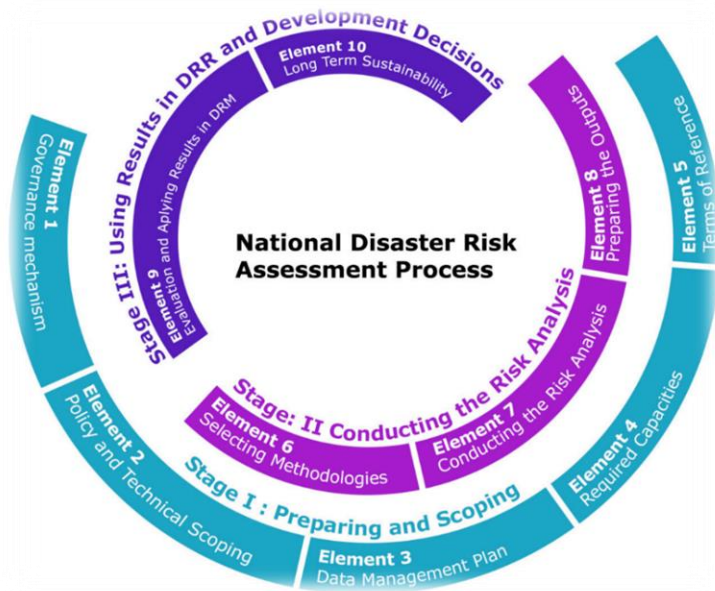 National Disaster Risk
Assessment Process
Stage I : Preparing and Scoping
Element 1
Governance mechanism
Element 2
Policy and Technical Scoping
Element 3
Data Management Plan
Element 4
Required Capacities
Element 5
Terms of Reference
Stage: II Conducting the Risk Analysis
Element 6
Selecting Methodologies
Element 7
Conducting the Risk Analysis
Element 8
Preparing the Outputs
Stage III: Using Results in DRR and Development Decisions
Element 9
Evaluation and Aplying Results in DRM
Element 10
Long Term Sustainability